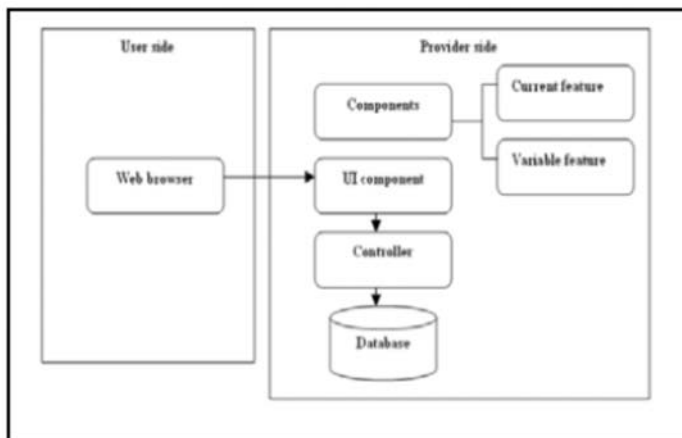 User side
Provider side
Components
Current feature
Variable feature
Web browser
UI component
Controller
Database